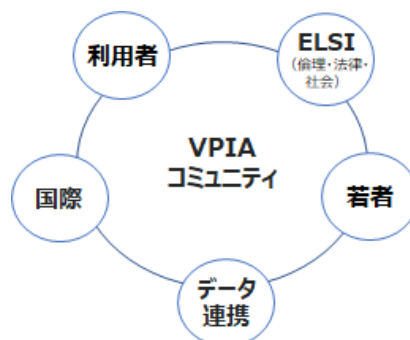 利用者
ELSI
（倫理・法律・
社会）
VPIA
コミュニティ
国際
若者
データ
連携